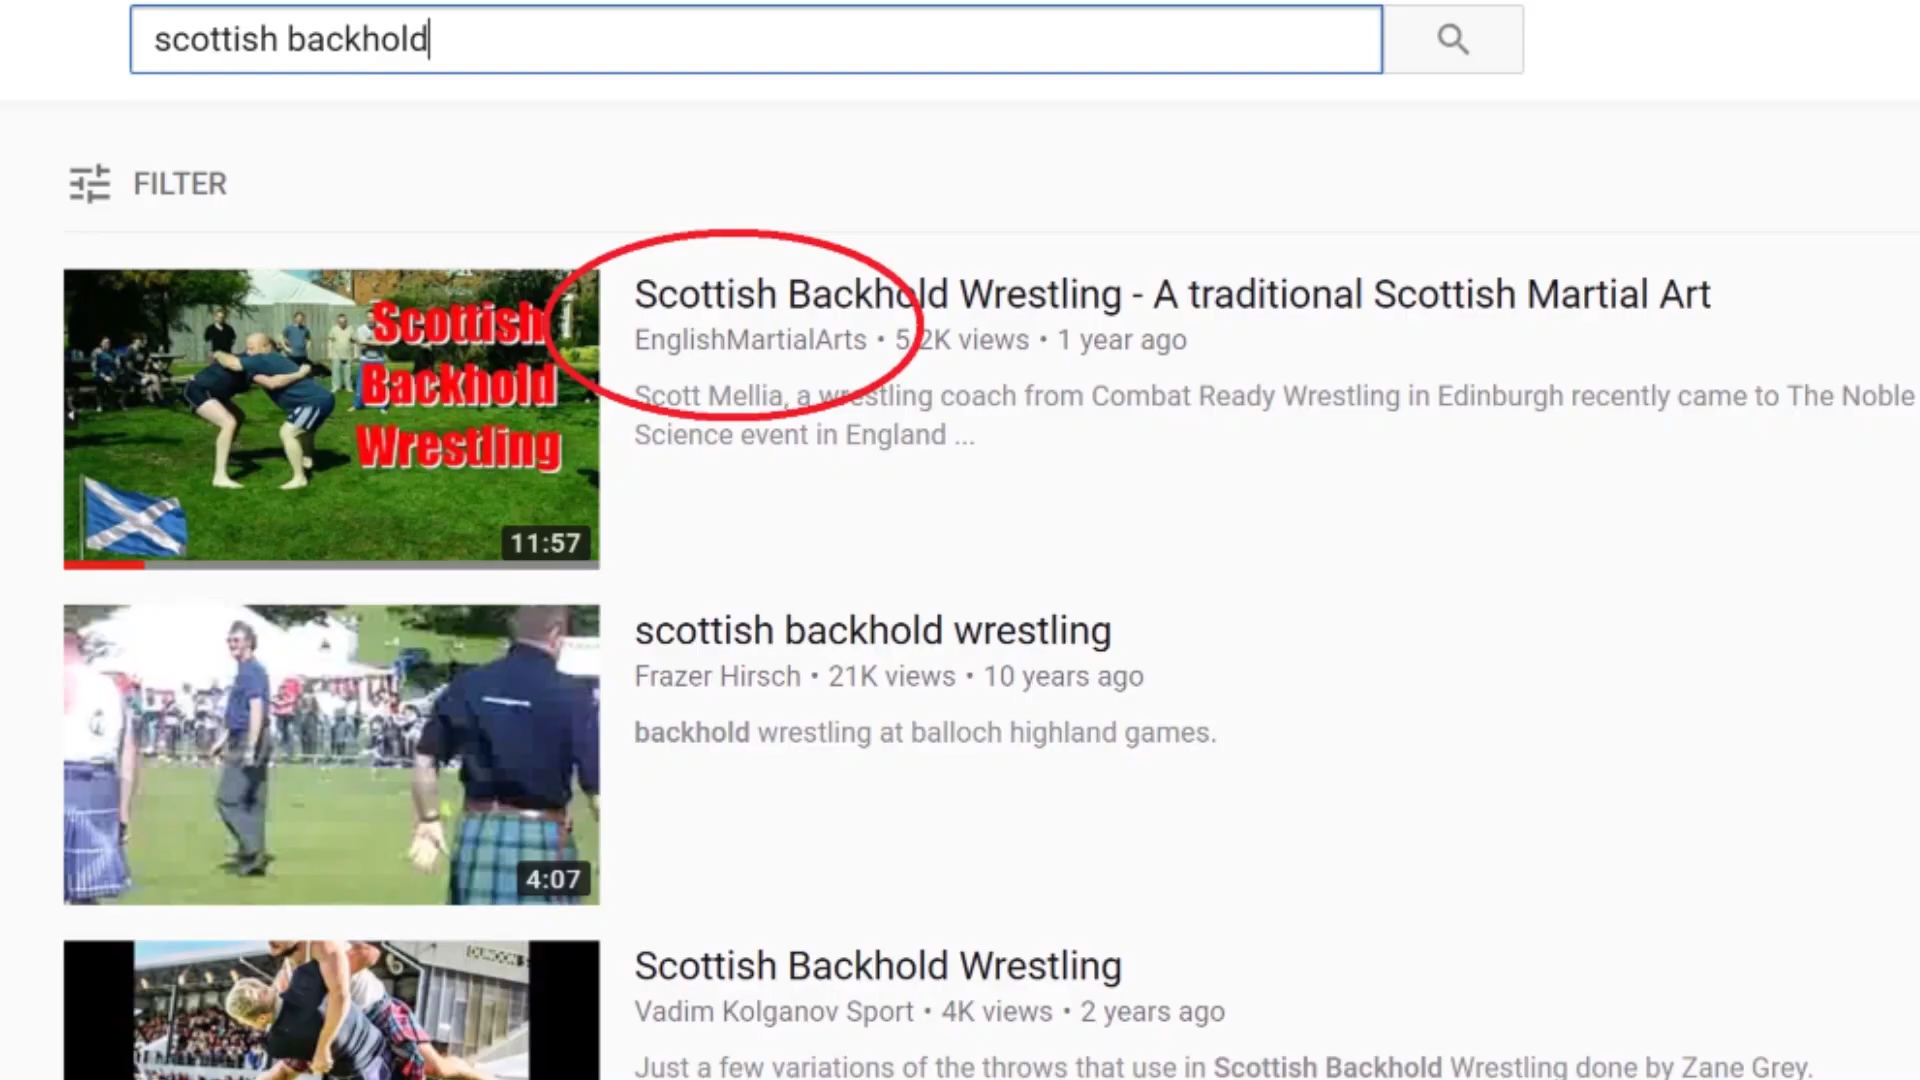 scottish backhold
FILTER
Scottish
Backhold
Wrestling
11:57
Scottish Backhold Wrestling - A traditional Scottish Martial Art
EnglishMartialArts • 5.2K views • 1 year ago
Scott Mellia, a wrestling coach from Combat Ready Wrestling in Edinburgh recently came to The Noble
Science event in England ...
4:07
scottish backhold wrestling
Frazer Hirsch • 21K views • 10 years ago
backhold wrestling at balloch highland games.
DUNOON S
Scottish Backhold Wrestling
Vadim Kolganov Sport • 4K views • 2 years ago
Just a few variations of the throws that use in Scottish Backhold Wrestling done by Zane Grey.